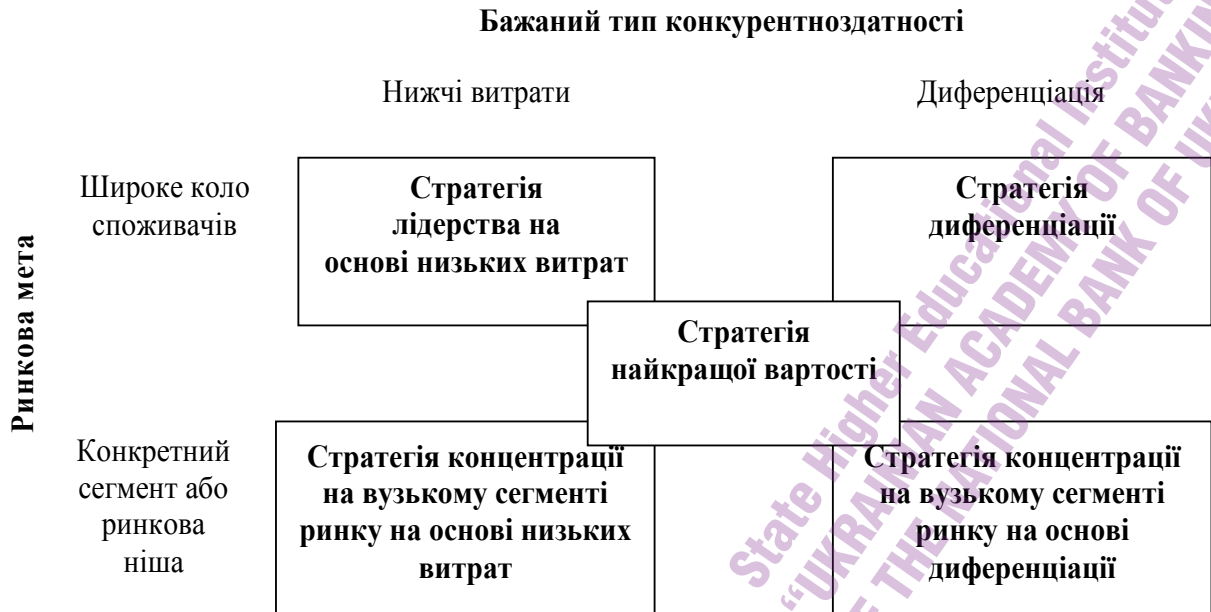 Бажаний тип конкурентноздатності
Нижчі витрати
Диференціація
Ринкова мета
Широке коло
споживачів
Стратегія
лідерства на
основі низьких витрат
Стратегія
диференціації
Стратегія
найкращої вартості
Конкретний
сегмент або
ринкова
ніша
Стратегія концентрації
на вузькому сегменті
ринку на основі низьких
витрат
Стратегія концентрації
на вузькому сегменті
ринку на основі
диференціації
State Higher Educational
“UKRAINIAN ACADEMY OF
OF THE NATIONAL BANK OF